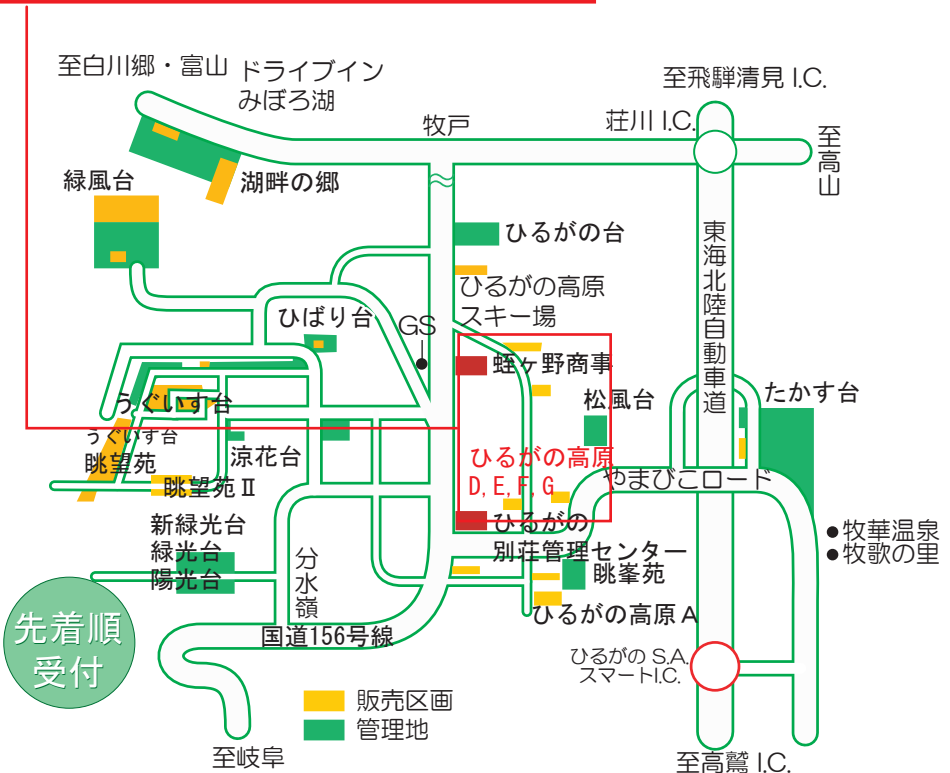 至白川郷・富山
ドライブイン
みぼろ湖
至飛騨清見 I.C.
牧戸
荘川 I.C.
至高山
緑風台
湖畔の郷
ひるがの台
東海北陸自動車道
ひるがの高原
スキー場
ひばり台
GS
蛭ヶ野商事
たかす台
松風台
うぐいす台
うぐいす台
眺望苑
涼花台
ひるがの高原
D,E,F,G
やまびこロード
眺望苑Ⅱ
新緑光台
緑光台
陽光台
ひるがの
別荘管理センター
●牧華温泉
●牧歌の里
分水嶺
眺峯苑
ひるがの高原A
先着順
受付
国道156号線
ひるがの S.A.
スマートI.C.
販売区画
管理地
至岐阜
至高鷲 I.C.